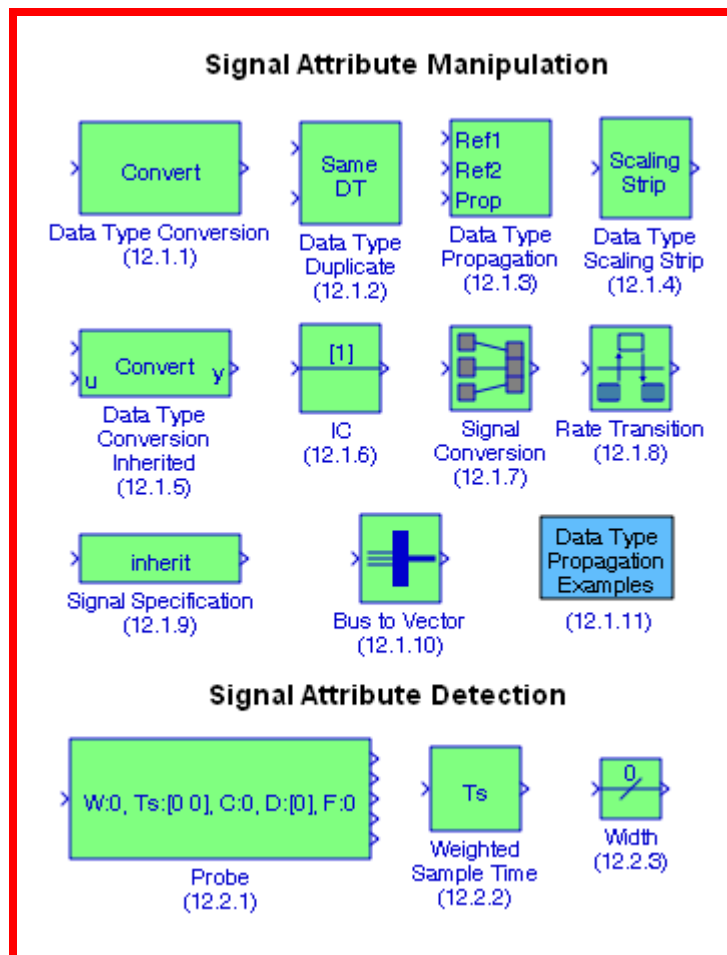 Signal Attribute Manipulation
Convert
Data Type Conversion
(12.1.1)
Same
DT
Data Type
Duplicate
(12.1.2)
Ref1
Ref2
Prop
Data Type
Propagation
(12.1.3)
Scaling
Strip
Data Type
Scaling Strip
(12.1.4)
u
Convert
y
Data Type
Conversion
Inherited
(12.1.5)
[1]
IC
(12.1.6)
Signal
Conversion
(12.1.7)
Rate Transition
(12.1.8)
inherit
Signal Specification
(12.1.9)
Bus to Vector
(12.1.10)
Data Type
Propagation
Examples
(12.1.11)
Signal Attribute Detection
W:0, Ts:[0 0], C:0, D:[0], F:0
Probe
(12.2.1)
Ts
Weighted
Sample Time
(12.2.2)
0
Width
(12.2.3)